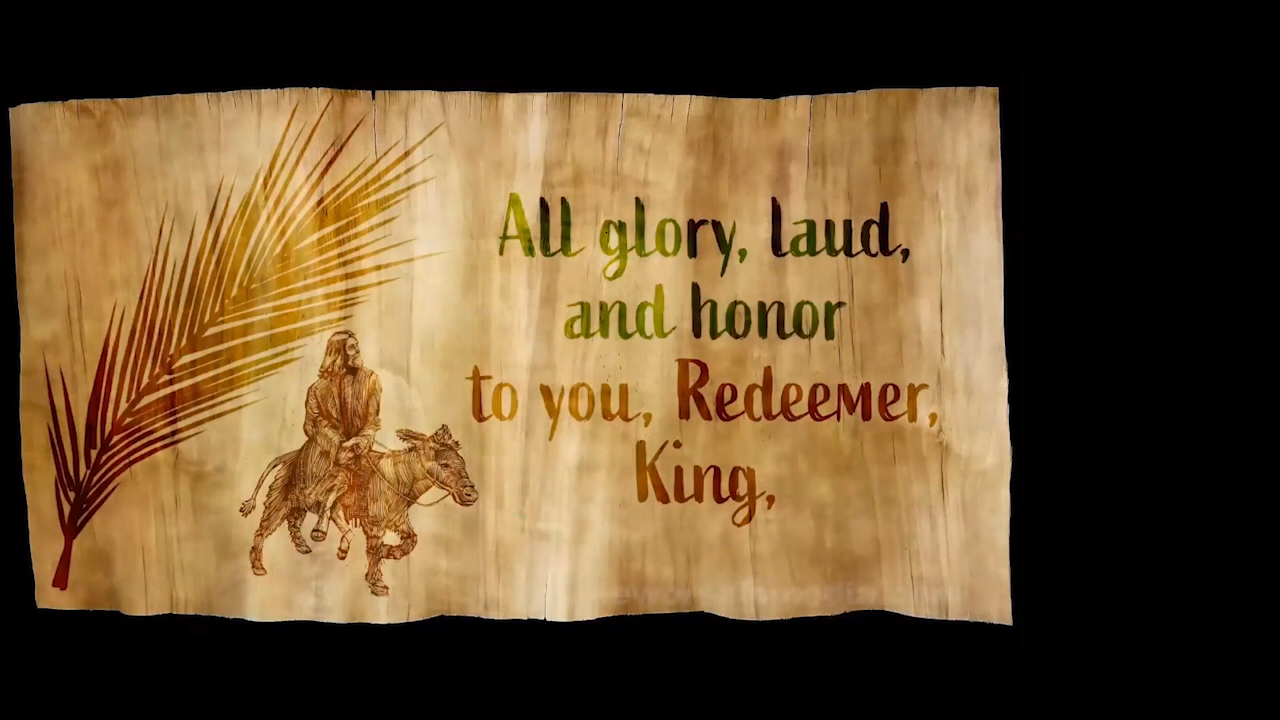 All glory, laud,
and honor
to you, Redeemer,
King,